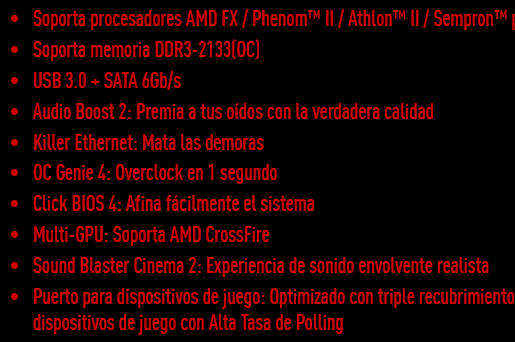 • Soporta procesadores AMD FX / Phenom™ II / Athlon™ II / Sempron™
• Soporta memoria DDR3-2133(OC)
• USB 3.0 + SATA 6Gb/s
• Audio Boost 2: Premia a tus oídos con la verdadera calidad
• Killer Ethernet: Mata las demoras
• OC Genie 4: Overclock en 1 segundo
• Click BIOS 4: Afina fácilmente el sistema
• Multi-GPU: Soporta AMD CrossFire
• Sound Blaster Cinema 2: Experiencia de sonido envolvente realista
• Puerto para dispositivos de juego: Optimizado con triple recubrimiento
dispositivos de juego con Alta Tasa de Polling